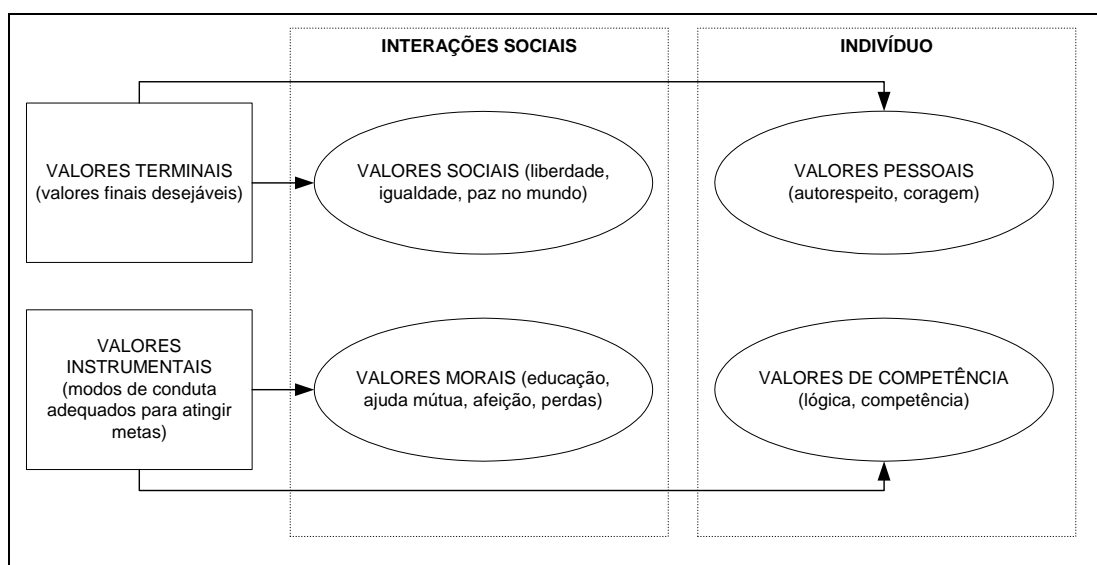 INTERAÇÕES SOCIAIS
INDIVÍDUO
VALORES TERMINAIS
(valores finais desejáveis)
VALORES SOCIAIS (liberdade,
igualdade, paz no mundo)
VALORES PESSOAIS
(autorespeito, coragem)
VALORES
INSTRUMENTAIS
(modos de conduta
adequados para atingir
metas)
VALORES MORAIS (educação,
ajuda mútua, afeição, perdas)
VALORES DE COMPETÊNCIA
(lógica, competência)